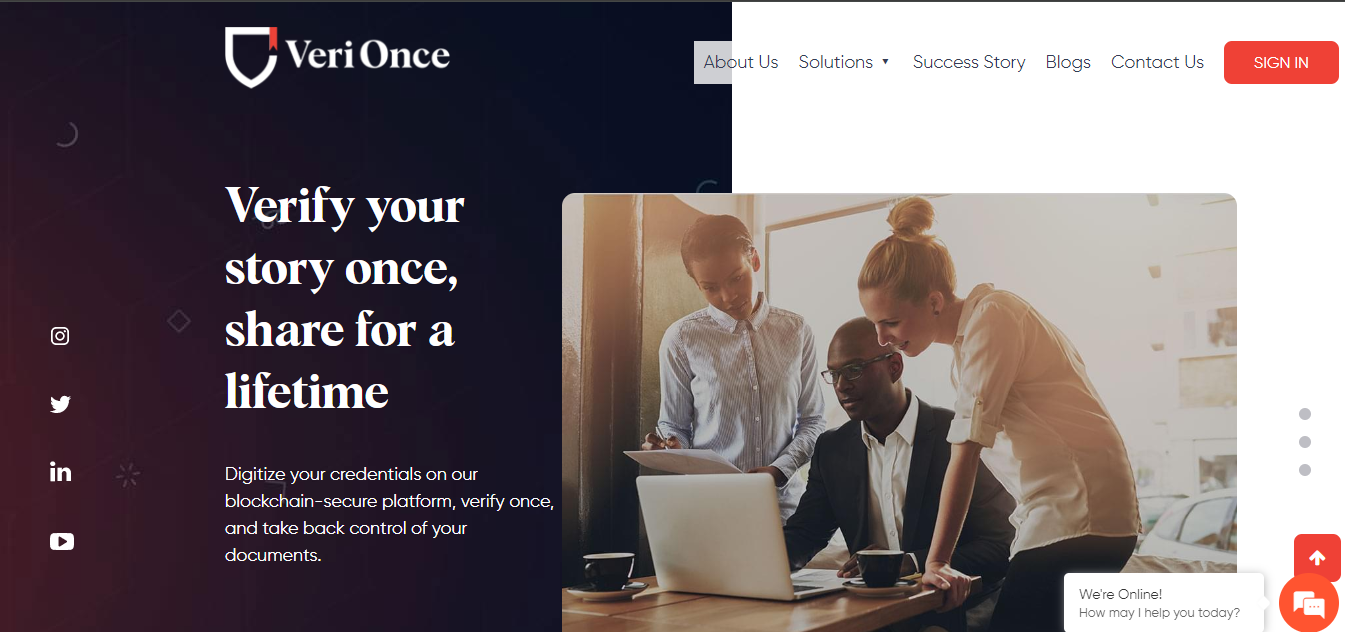 Veri Once
About Us Solutions ▼ Success Story Blogs Contact Us SIGN IN
Verify your
story once,
share for a
lifetime
Digitize your credentials on our
blockchain-secure platform, verify once,
and take back control of your
documents.
We're Online!
How may I help you today?